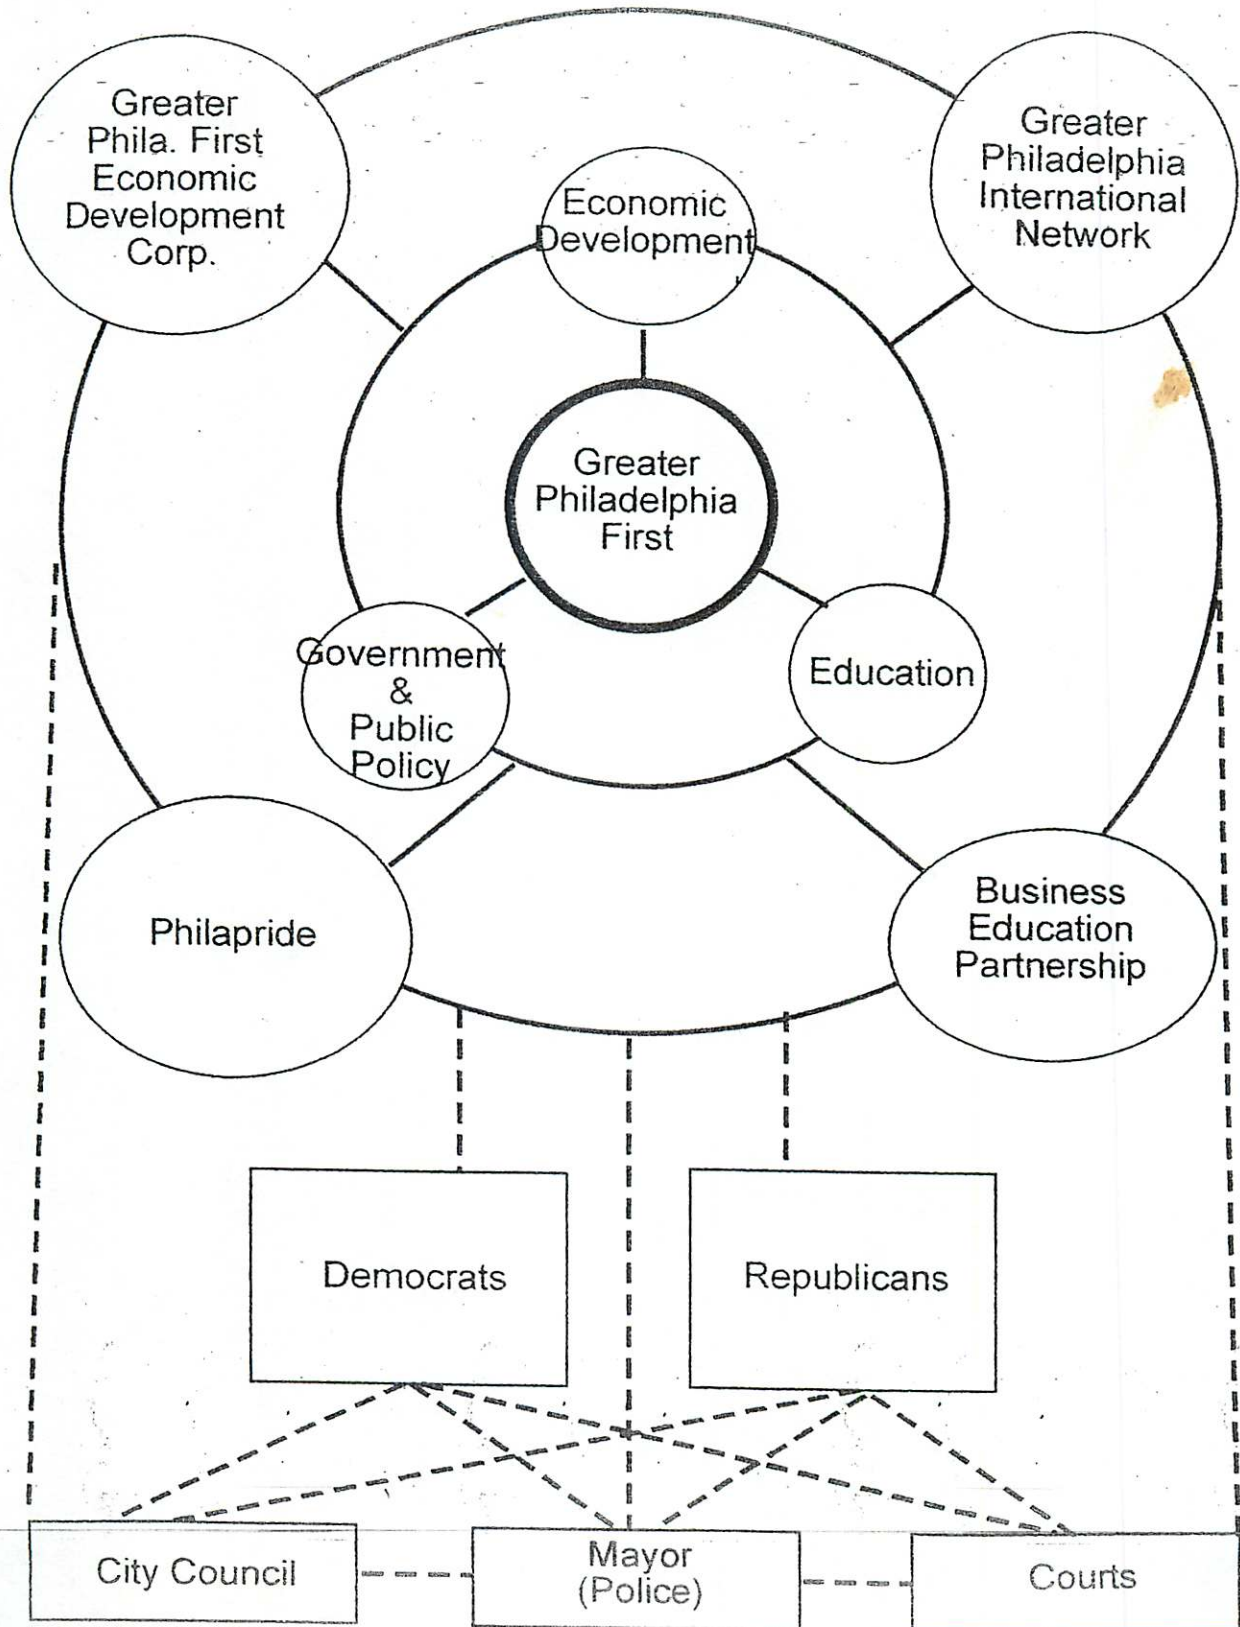 Greater
Phila. First
Economic
Development
Corp.
Greater
Philadelphia
International
Network
Economic
Development
Greater
Philadelphia
First
Government
&
Public
Policy
Education
Philapride
Business
Education
Partnership
Democrats
Republicans
City Council
Mayor
(Police)
Courts